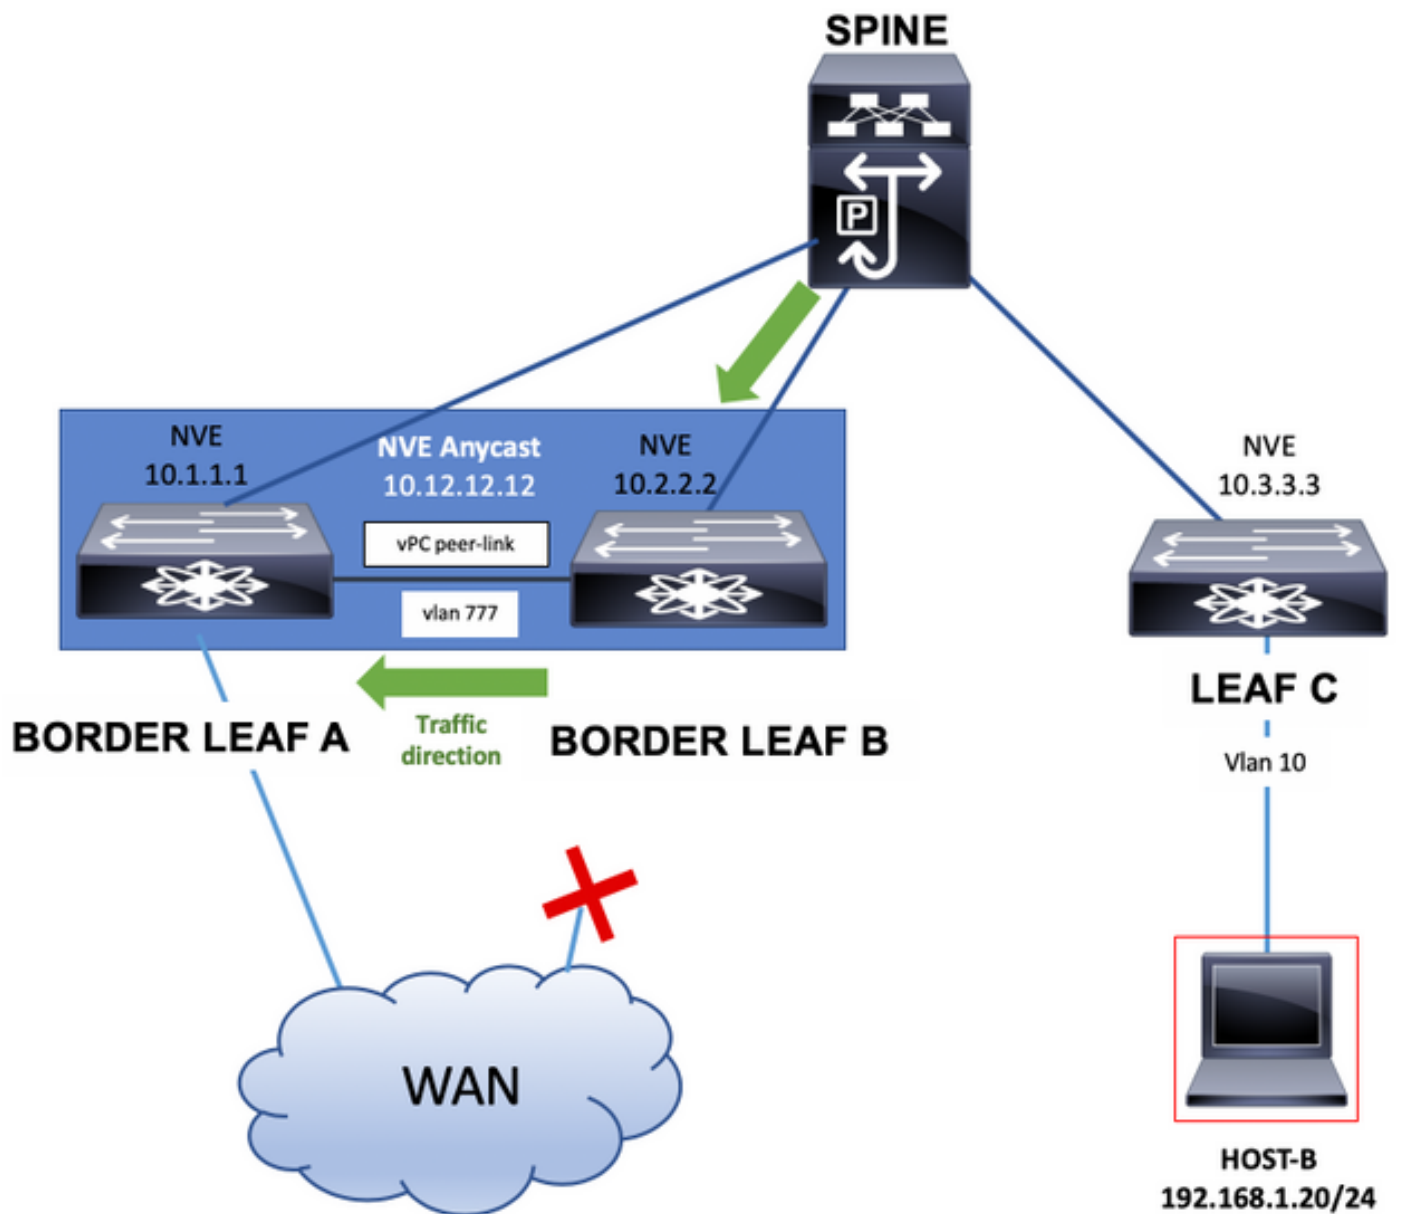 SPINE
P
NVE
10.1.1.1
NVE Anycast
10.12.12.12
NVE
10.2.2.2
NVE
10.3.3.3
vPC peer-link
vlan 777
LEAF C
BORDER LEAF A
Traffic
direction
BORDER LEAF B
Vlan 10
WAN
HOST-B
192.168.1.20/24